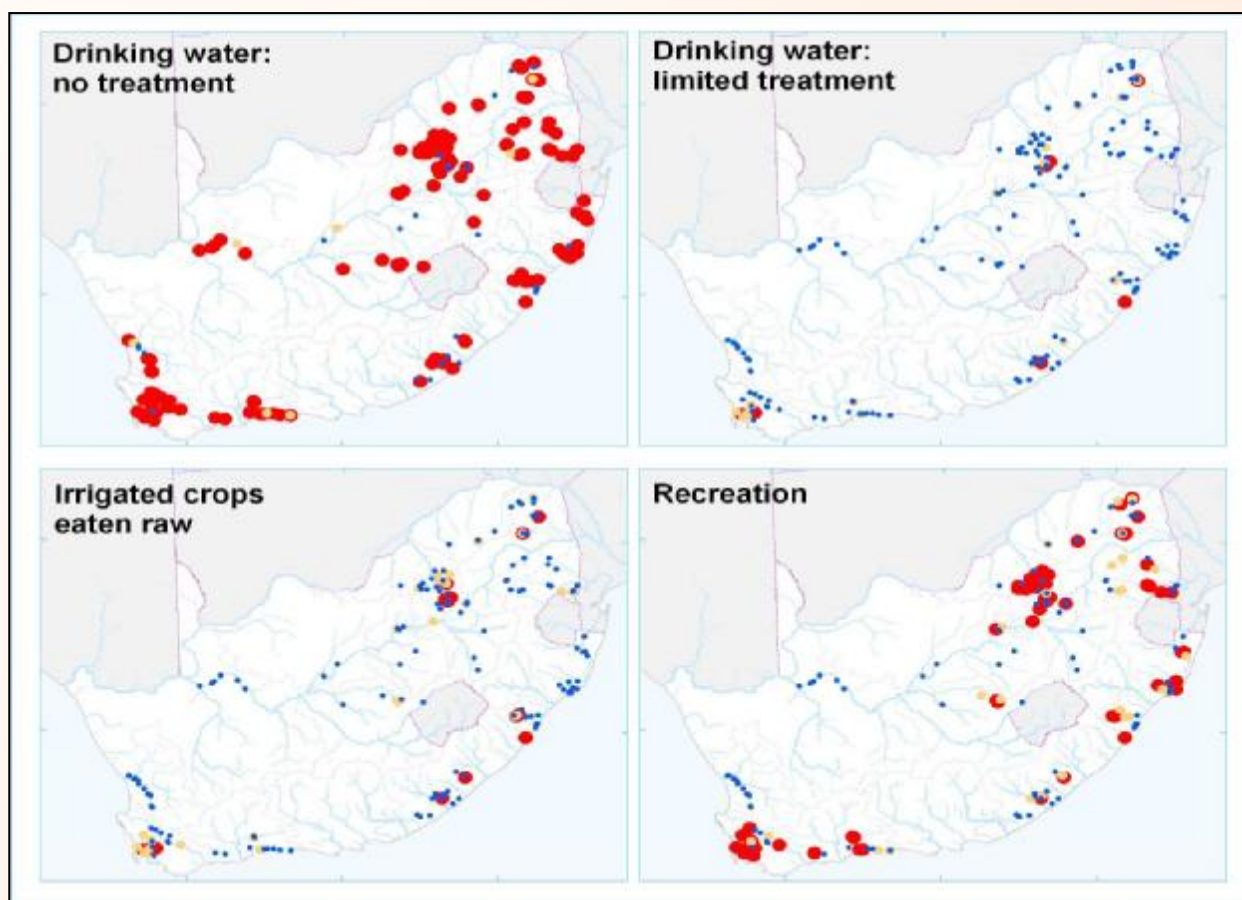 Drinking water:
no treatment
Drinking water:
limited treatment
Irrigated crops
eaten raw
Recreation